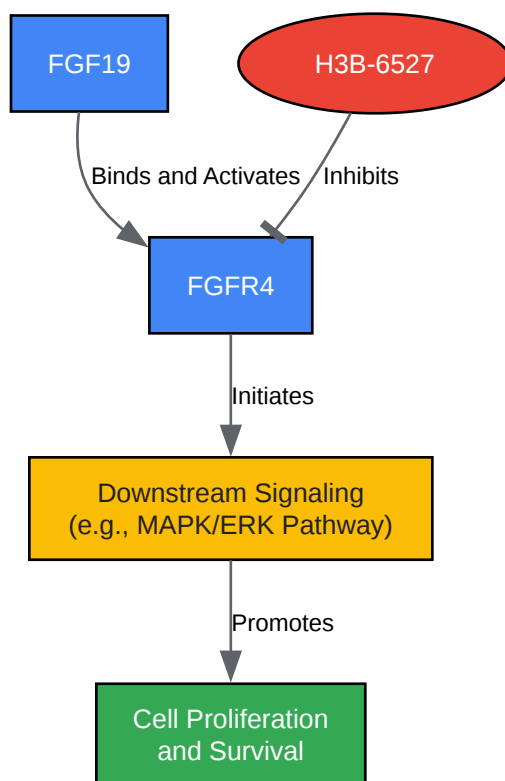 FGF19
H3B-6527
Binds and Activates
Inhibits
FGFR4
Initiates
Downstream Signaling
(e.g., MAPK/ERK Pathway)
Promotes
Cell Proliferation
and Survival